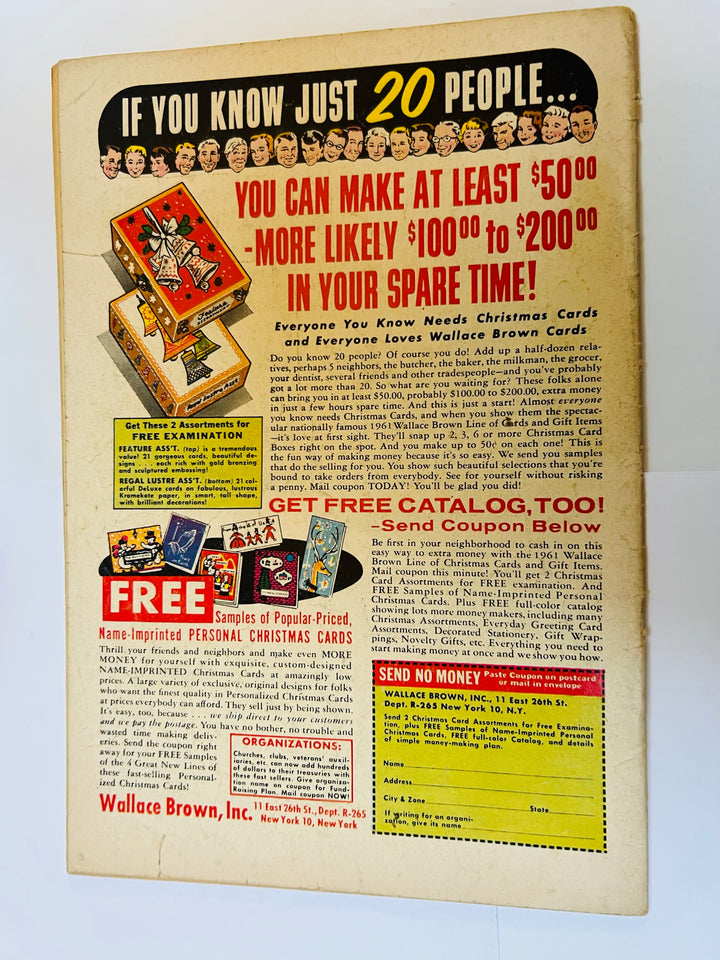 IF YOU KNOW JUST 20 PEOPLE...
YOU CAN MAKE AT LEAST $50.00
-MORE LIKELY $100.00 to $200.00
IN YOUR SPARE TIME!
Everyone You Know Needs Christmas Cards
and Everyone Loves Wallace Brown Cards
Feature
Regal Lustre Asst.
Get These 2 Assortments for
FREE EXAMINATION
FEATURE ASS'T. (top) is a tremendous
value! 21 gorgeous cards, beautiful de-
signs . . . each rich with gold bronzing
and sculptured embossing!
REGAL LUSTRE ASS'T. (bottom) 21 col-
orful DeLuxe cards on fabulous, lustrous
Kromekote paper, in smart, tall shape,
with brilliant decorations!
Do you know 20 people? Of course you do! Add up a half-dozen rela-
tives, perhaps 5 neighbors, the butcher, the baker, the milkman, the grocer,
your dentist, several friends and other tradespeople—and you've probably
got a lot more than 20. So what are you waiting for? These folks alone
can bring you in at least $50.00, probably $100.00 to $200.00, extra money
in just a few hours spare time. And this is just a start! Almost everyone
you know needs Christmas Cards, and when you show them the spectac-
ular nationally famous 1961 Wallace Brown Line of Cards and Gift Items
—it's love at first sight. They'll snap up 2, 3, 6 or more Christmas Card
Boxes right on the spot. And you make up to 50¢ on each one! This is
the fun way of making money because it's so easy. We send you samples
that do the selling for you. You show such beautiful selections that you're
bound to take orders from everybody. See for yourself without risking
a penny. Mail coupon TODAY! You'll be glad you did!
GET FREE CATALOG, TOO!
–Send Coupon Below
Be first in your neighborhood to cash in on this
easy way to extra money with the 1961 Wallace
Brown Line of Christmas Cards and Gift Items.
Mail coupon this minute! You'll get 2 Christmas
Card Assortments for FREE examination. And
FREE Samples of Name-Imprinted Personal
Christmas Cards. Plus FREE full-color catalog
showing lots more money makers, including many
Christmas Assortments, Everyday Greeting Card
Assortments, Decorated Stationery, Gift Wrap-
pings, Novelty Gifts, etc. Everything you need to
start making money at once and we show you how.
FREE Samples of Popular-Priced,
Name-Imprinted PERSONAL CHRISTMAS CARDS
Thrill your friends and neighbors and make even MORE
MONEY for yourself with exquisite, custom-designed
NAME-IMPRINTED Christmas Cards at amazingly low
prices. A large variety of exclusive, original designs for folks
who want the finest quality in Personalized Christmas Cards
at prices everybody can afford. They sell just by being shown.
It's easy, too, because . . . we ship direct to your customers
and we pay the postage. You have no bother, no trouble and
wasted time making deliv-
eries. Send the coupon right
away for your FREE Samples
of the 4 Great New Lines of
these fast-selling Personal-
ized Christmas Cards!
ORGANIZATIONS:
Churches, clubs, veterans' auxil-
iaries, etc. can now add hundreds
of dollars to their treasuries with
these fast sellers. Give organiza-
tion name on coupon for Fund-
Raising Plan. Mail coupon NOW!
Wallace Brown, Inc. 11 East 26th St., Dept. R-265
New York 10, New York
SEND NO MONEY Paste Coupon on postcard
or mail in envelope
WALLACE BROWN, INC., 11 East 26th St.
Dept. R-265 New York 10, N.Y.
Send 2 Christmas Card Assortments for Free Examina-
tion, plus FREE Samples of Name-Imprinted Personal
Christmas Cards, FREE full-color Catalog, and details
of simple money-making plan.
Name
Address
City & Zone State
If writing for an organi-
zation, give its name